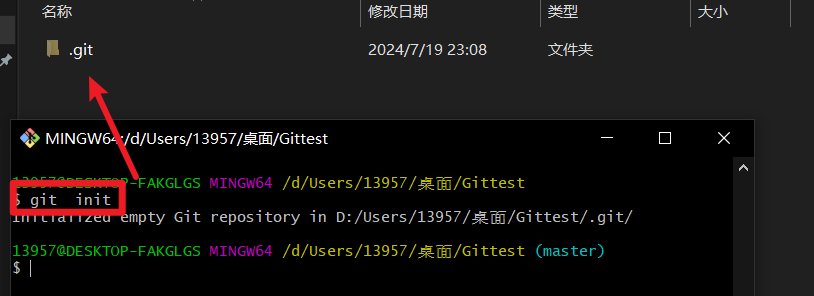 名称 修改日期 类型 大小
.git 2024/7/19 23:08 文件夹
MINGW64:/d/Users/13957/桌面/Gittest
13957@DESKTOP-FAKGLGS MINGW64 /d/Users/13957/桌面/Gittest
$ git  init
Initialized empty Git repository in D:/Users/13957/桌面/Gittest/.git/
13957@DESKTOP-FAKGLGS MINGW64 /d/Users/13957/桌面/Gittest (master)
$